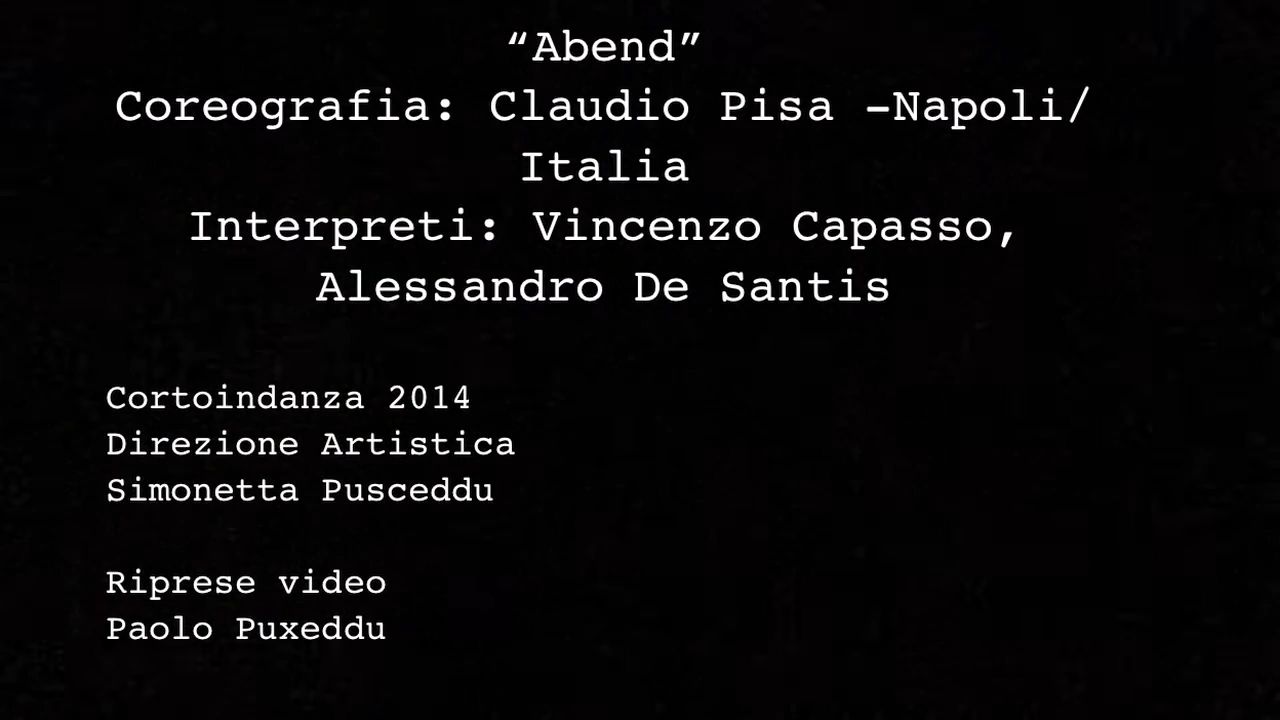 “Abend”
Coreografia: Claudio Pisa –Napoli/
Italia
Interpreti: Vincenzo Capasso,
Alessandro De Santis
Cortoindanza 2014
Direzione Artistica
Simonetta Pusceddu
Riprese video
Paolo Puxeddu